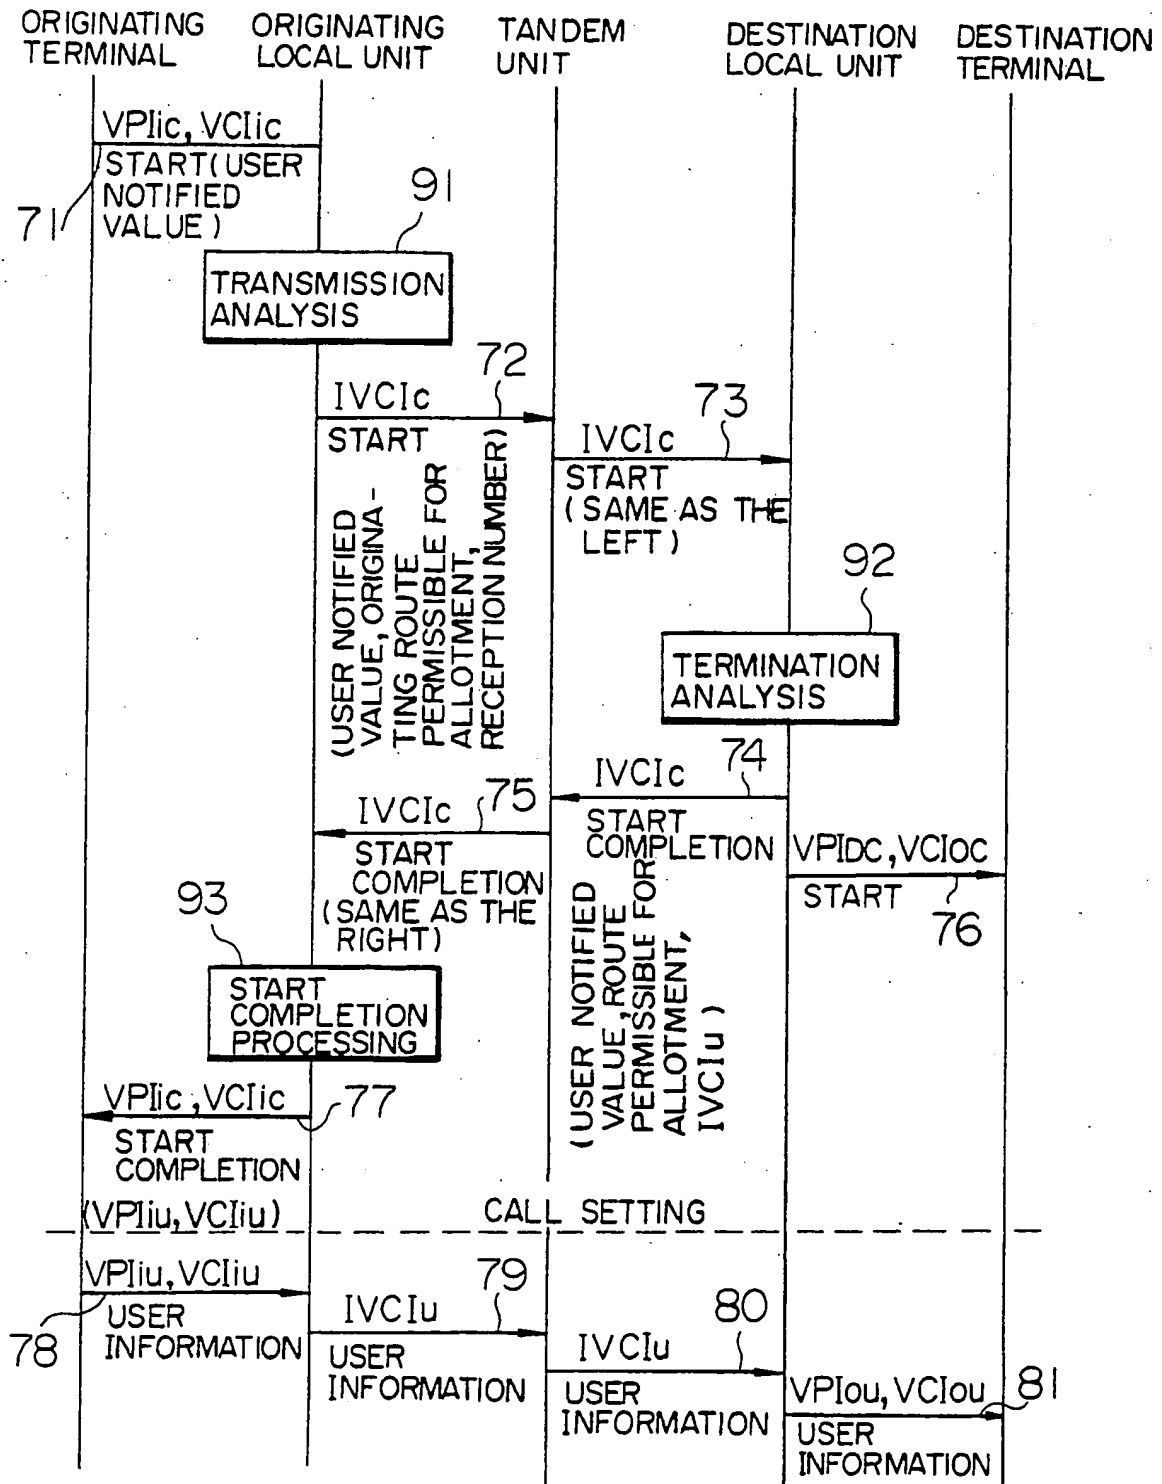 ORIGINATING TERMINAL
ORIGINATING LOCAL UNIT
TANDEM UNIT
DESTINATION LOCAL UNIT
DESTINATION TERMINAL
VPIic, VCIic
START(USER
NOTIFIED
VALUE)
71
91
TRANSMISSION
ANALYSIS
72
IVCIc
START
(USER NOTIFIED
VALUE, ORIGINA-
TING ROUTE
PERMISSIBLE FOR
ALLOTMENT,
RECEPTION NUMBER)
73
IVCIc
START
(SAME AS THE
LEFT)
92
TERMINATION
ANALYSIS
74
IVCIc
START
COMPLETION
(USER NOTIFIED
VALUE, ROUTE
PERMISSIBLE FOR
ALLOTMENT,
IVCIu)
75
IVCIc
START
COMPLETION
(SAME AS THE
RIGHT)
VPIDC, VCIOC
START
76
93
START
COMPLETION
PROCESSING
VPIic, VCIic
77
START
COMPLETION
(VPIiu, VCIiu)
CALL SETTING
VPIiu, VCIiu
78
USER
INFORMATION
79
IVCIu
USER
INFORMATION
80
IVCIu
USER
INFORMATION
VPIou, VCIou
81
USER
INFORMATION